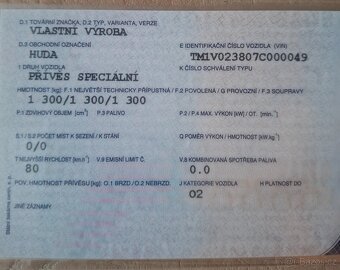 D.1 TOVÁRNÍ ZNAČKA, D.2 TYP, VARIANTA, VERZE
VLASTNÍ VÝROBA
D.3 OBCHODNÍ OZNAČENÍ E IDENTIFIKAČNÍ ČÍSLO VOZIDLA (VIN)
HUDA TM1V023807C000049
1 DRUH VOZIDLA K ČÍSLO SCHVÁLENÍ TYPU
PŘÍVĚS SPECIÁLNÍ
HMOTNOST [kg] F.1 NEJVĚTŠÍ TECHNICKY PŘÍPUSTNÁ / F.2 POVOLENÁ / G PROVOZNÍ / F.3 SOUPRAVY
1 300/1 300/1 300
P.1 ZDVIHOVÝ OBJEM [cm³] P.3 PALIVO P.2 / P.4 MAX. VÝKON [kW] / OT. [min⁻¹]
S.1 / S.2 POČET MÍST K SEZENÍ / K STÁNÍ Q POMĚR VÝKON / HMOTNOST [kW.kg⁻¹]
0/0
T NEJVYŠŠÍ RYCHLOST [km.h⁻¹] V.9 EMISNÍ LIMIT Č. V.8 KOMBINOVANÁ SPOTŘEBA PALIVA
80 0.0
POV. HMOTNOST PŘÍVĚSU [kg] O.1 BRZD / O.2 NEBRZD. J KATEGORIE VOZIDLA H PLATNOST DO
O2
JINÉ ZÁZNAMY